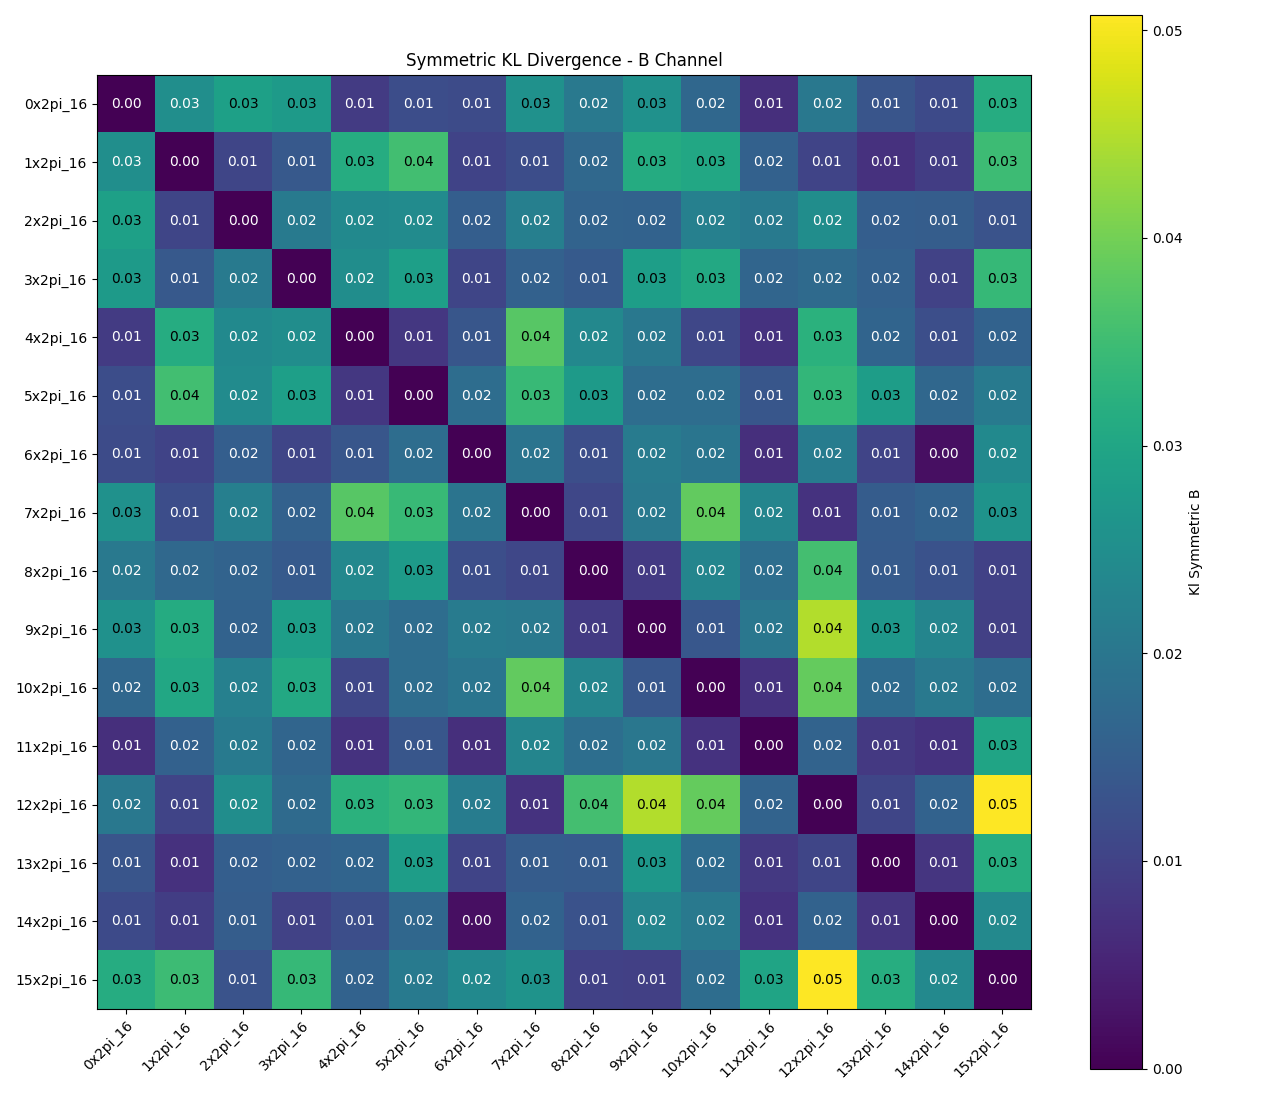 Symmetric KL Divergence - B Channel
0x2pi_16 0.00 0.03 0.03 0.03 0.01 0.01 0.01 0.03 0.02 0.03 0.02 0.01 0.02 0.01 0.01 0.03
1x2pi_16 0.03 0.00 0.01 0.01 0.03 0.04 0.01 0.01 0.02 0.03 0.03 0.02 0.01 0.01 0.01 0.03
2x2pi_16 0.03 0.01 0.00 0.02 0.02 0.02 0.02 0.02 0.02 0.02 0.02 0.02 0.02 0.02 0.01 0.01
3x2pi_16 0.03 0.01 0.02 0.00 0.02 0.03 0.01 0.02 0.01 0.03 0.03 0.02 0.02 0.02 0.01 0.03
4x2pi_16 0.01 0.03 0.02 0.02 0.00 0.01 0.01 0.04 0.02 0.02 0.01 0.01 0.03 0.02 0.01 0.02
5x2pi_16 0.01 0.04 0.02 0.03 0.01 0.00 0.02 0.03 0.03 0.02 0.02 0.01 0.03 0.03 0.02 0.02
6x2pi_16 0.01 0.01 0.02 0.01 0.01 0.02 0.00 0.02 0.01 0.02 0.02 0.01 0.02 0.01 0.00 0.02
7x2pi_16 0.03 0.01 0.02 0.02 0.04 0.03 0.02 0.00 0.01 0.02 0.04 0.02 0.01 0.01 0.02 0.03
8x2pi_16 0.02 0.02 0.02 0.01 0.02 0.03 0.01 0.01 0.00 0.01 0.02 0.02 0.04 0.01 0.01 0.01
9x2pi_16 0.03 0.03 0.02 0.03 0.02 0.02 0.02 0.02 0.01 0.00 0.01 0.02 0.04 0.03 0.02 0.01
10x2pi_16 0.02 0.03 0.02 0.03 0.01 0.02 0.02 0.04 0.02 0.01 0.00 0.01 0.04 0.02 0.02 0.02
11x2pi_16 0.01 0.02 0.02 0.02 0.01 0.01 0.01 0.02 0.02 0.02 0.01 0.00 0.02 0.01 0.01 0.03
12x2pi_16 0.02 0.01 0.02 0.02 0.03 0.03 0.02 0.01 0.04 0.04 0.04 0.02 0.00 0.01 0.02 0.05
13x2pi_16 0.01 0.01 0.02 0.02 0.02 0.03 0.01 0.01 0.01 0.03 0.02 0.01 0.01 0.00 0.01 0.03
14x2pi_16 0.01 0.01 0.01 0.01 0.01 0.02 0.00 0.02 0.01 0.02 0.02 0.01 0.02 0.01 0.00 0.02
15x2pi_16 0.03 0.03 0.01 0.03 0.02 0.02 0.02 0.03 0.01 0.01 0.02 0.03 0.05 0.03 0.02 0.00
0x2pi_16 1x2pi_16 2x2pi_16 3x2pi_16 4x2pi_16 5x2pi_16 6x2pi_16 7x2pi_16 8x2pi_16 9x2pi_16 10x2pi_16 11x2pi_16 12x2pi_16 13x2pi_16 14x2pi_16 15x2pi_16
0.05
0.04
0.03
0.02
0.01
0.00
Kl Symmetric B